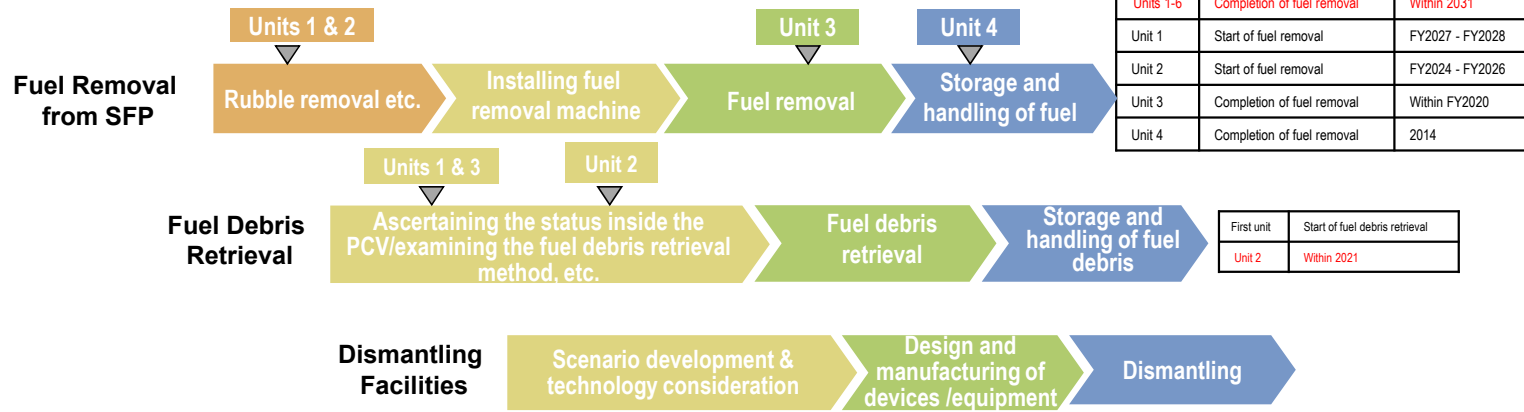 Units 1-6 Completion of fuel removal Within 2031
Units 1 & 2
Unit 3
Unit 4
Unit 1 Start of fuel removal FY2027 - FY2028
Unit 2 Start of fuel removal FY2024 - FY2026
Unit 3 Completion of fuel removal Within FY2020
Unit 4 Completion of fuel removal 2014
Fuel Removal
from SFP
Rubble removal etc.
Installing fuel
removal machine
Fuel removal
Storage and
handling of fuel
Units 1 & 3
Unit 2
Fuel Debris
Retrieval
Ascertaining the status inside the
PCV/examining the fuel debris retrieval
method, etc.
Fuel debris
retrieval
Storage and
handling of fuel
debris
First unit Start of fuel debris retrieval
Unit 2 Within 2021
Dismantling
Facilities
Scenario development &
technology consideration
Design and
manufacturing of
devices /equipment
Dismantling